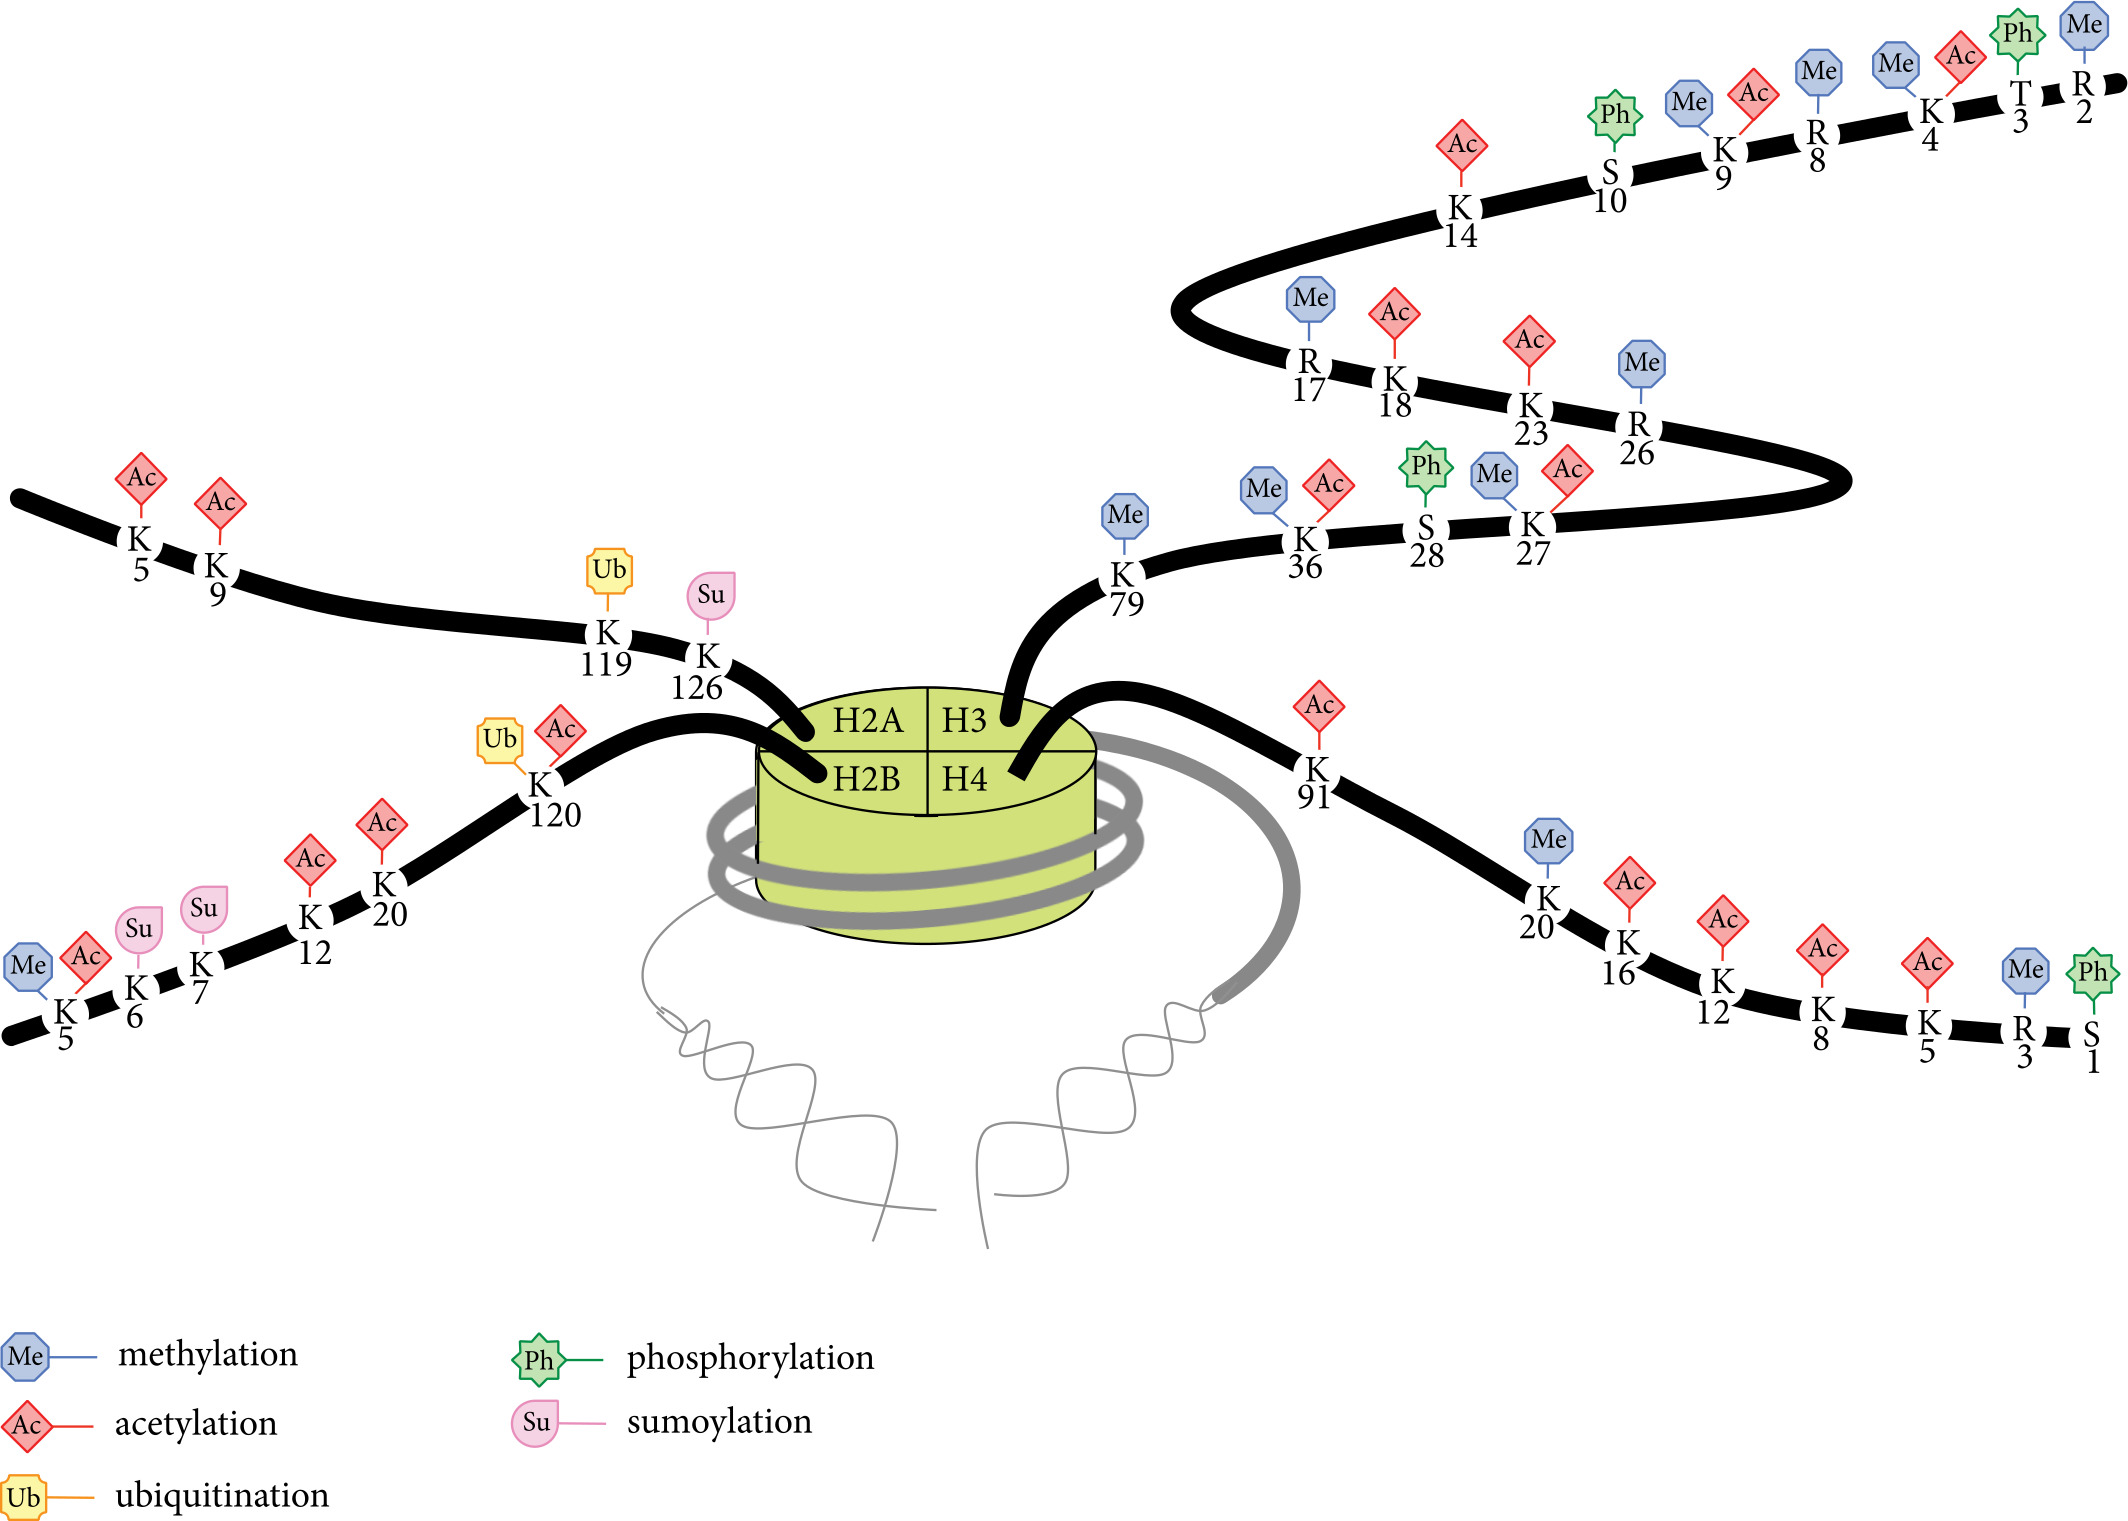 Me
Ph
Ac
Me
R
2
T
3
K
4
Me
Me
Ac
R
8
Me
Ac
K
9
Ph
S
10
Ac
K
14
Me
R
17
Ac
K
18
Ac
K
23
Me
R
26
Me
Ac
K
27
Ph
S
28
Me
Ac
K
36
Me
K
79
Ac
K
5
Ac
K
9
Ub
K
119
Su
K
126
H2A
H3
H2B
H4
Ub
Ac
K
120
Ac
K
20
Ac
K
12
Su
K
7
Su
K
6
Me
Ac
K
5
Ac
K
91
Me
K
20
Ac
K
16
Ac
K
12
Ac
K
8
Ac
K
5
Me
R
3
Ph
S
1
Me methylation
Ac acetylation
Ub ubiquitination
Ph phosphorylation
Su sumoylation